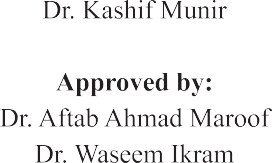 Dr. Kashif Munir
Approved by:
Dr. Aftab Ahmad Maroof
Dr. Waseem Ikram